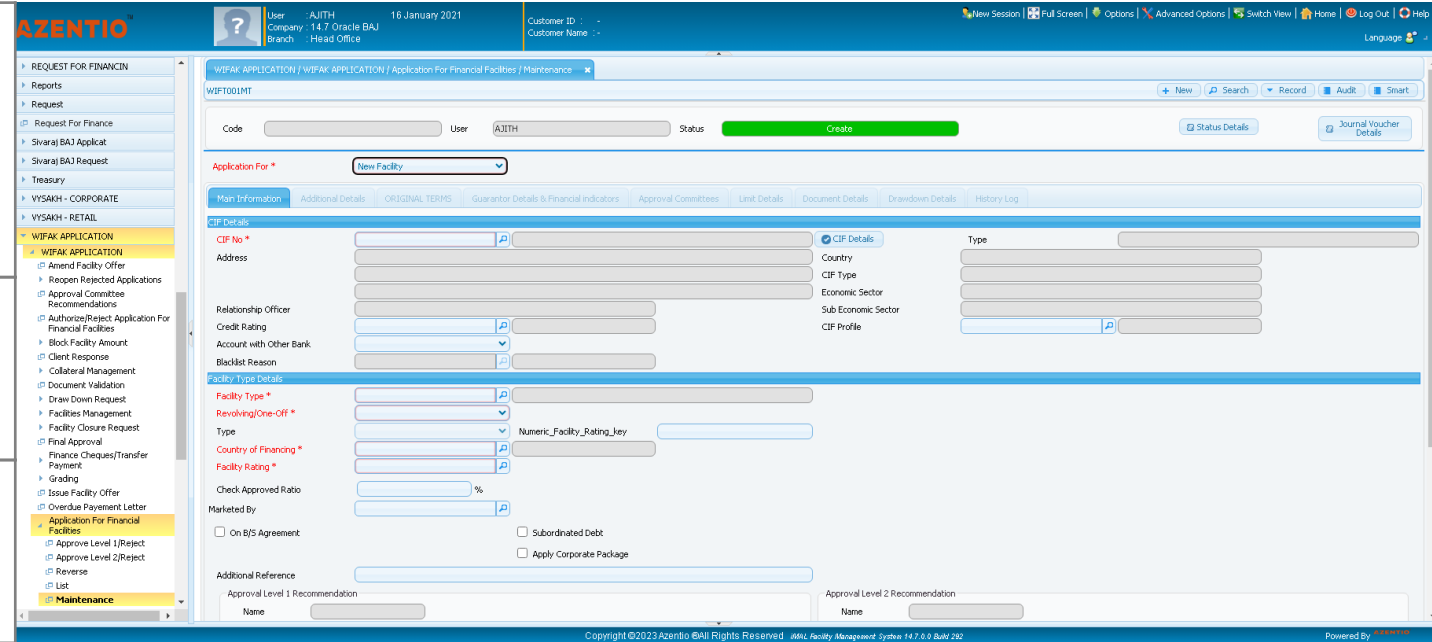 AZENTIO™
User : AJITH 16 January 2021
Company : 14.7 Oracle BAJ
Branch : Head Office
Customer ID : -
Customer Name : -
New Session | Full Screen | Options | Advanced Options | Switch View | Home | Log Out | Help
Language
REQUEST FOR FINANCIN
Reports
Request
Request For Finance
Sivaraj BAJ Applicat
Sivaraj BAJ Request
Treasury
VYSAKH - CORPORATE
VYSAKH - RETAIL
WIFAK APPLICATION
WIFAK APPLICATION
Amend Facility Offer
Reopen Rejected Applications
Approval Committee
Recommendations
Authorize/Reject Application For
Financial Facilities
Block Facility Amount
Client Response
Collateral Management
Document Validation
Draw Down Request
Facilities Management
Facility Closure Request
Final Approval
Finance Cheques/Transfer
Payment
Grading
Issue Facility Offer
Overdue Payement Letter
Application For Financial
Facilities
Approve Level 1/Reject
Approve Level 2/Reject
Reverse
List
Maintenance
WIFAK APPLICATION / WIFAK APPLICATION / Application For Financial Facilities / Maintenance
WIFT001MT
New Search Record Audit Smart
Code User AJITH Status Create Status Details Journal Voucher
Details
Application For * New Facility
Main Information Additional Details ORIGINAL TERMS Guarantor Details & Financial indicators Approval Committees Limit Details Document Details Drawdown Details History Log
CIF Details
CIF No * CIF Details Type
Address Country
CIF Type
Economic Sector
Relationship Officer Sub Economic Sector
Credit Rating CIF Profile
Account with Other Bank
Blacklist Reason
Facility Type Details
Facility Type *
Revolving/One-Off *
Type Numeric_Facility_Rating_key
Country of Financing *
Facility Rating *
Check Approved Ratio %
Marketed By
On B/S Agreement Subordinated Debt
Apply Corporate Package
Additional Reference
Approval Level 1 Recommendation Approval Level 2 Recommendation
Name Name
Copyright ©2023 Azentio ®All Rights Reserved iMAL Facility Management System 14.7.0.0 Build 292
Powered By AZENTIO